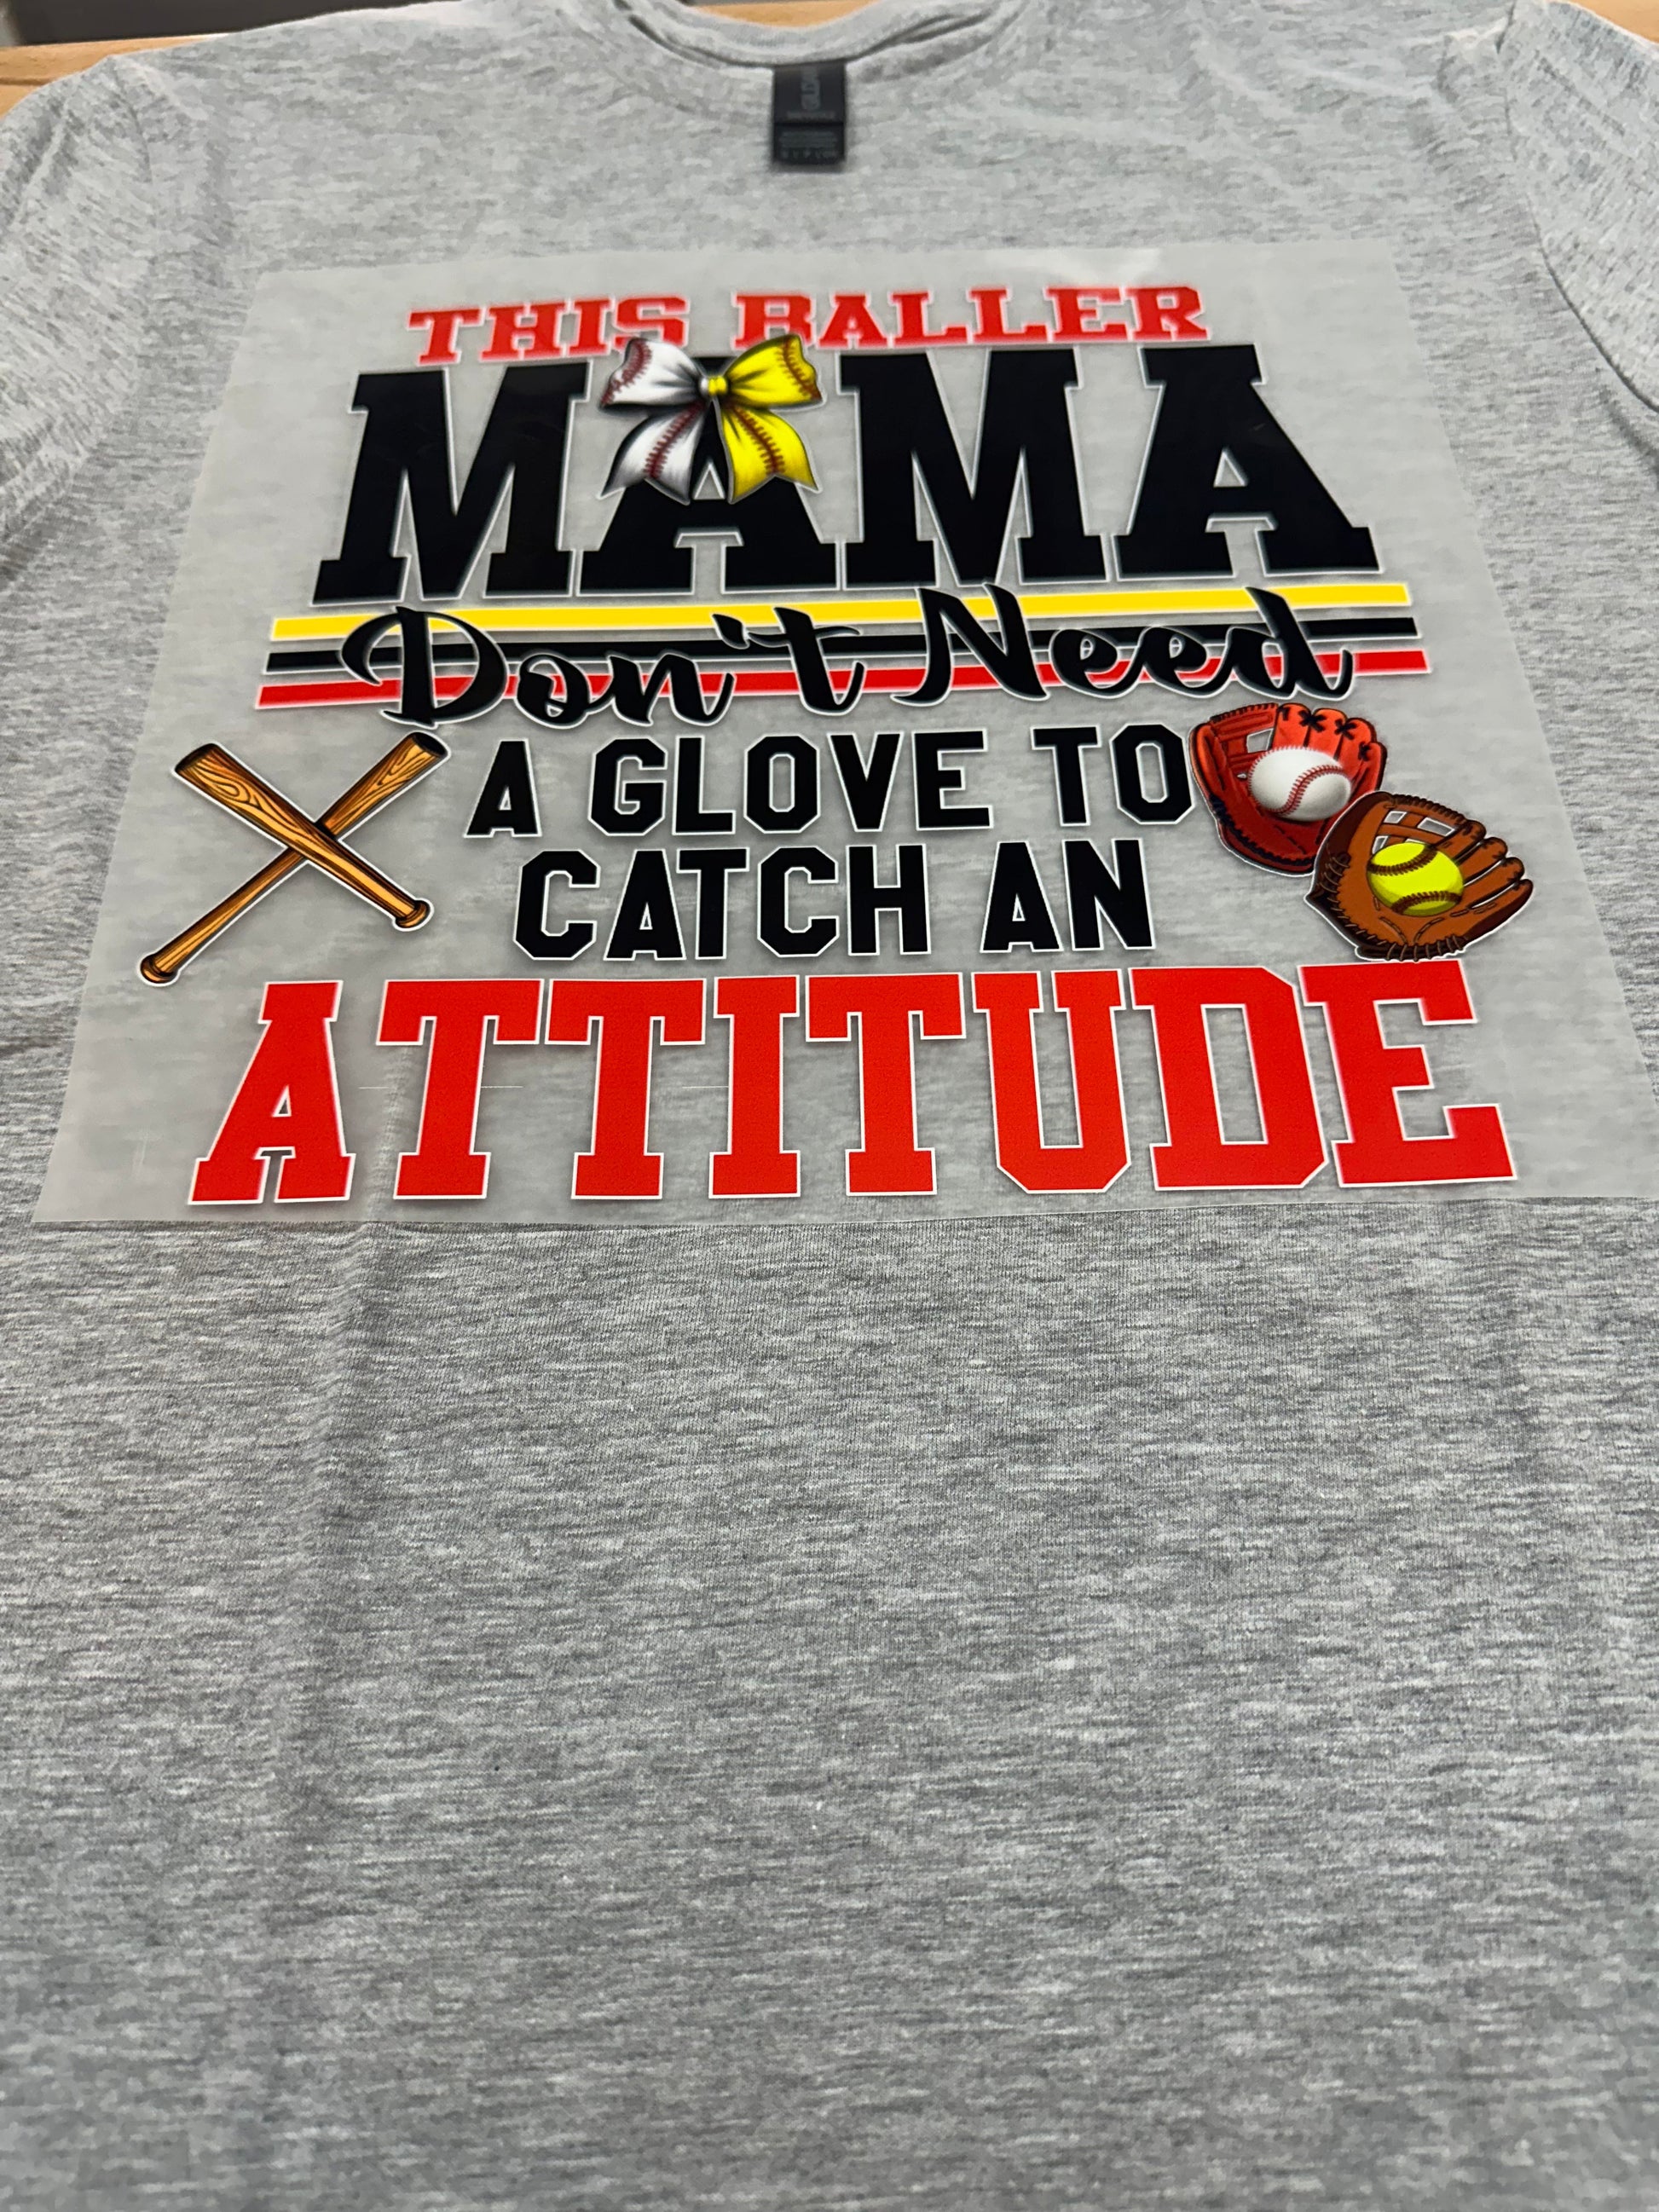 THIS BALLER
MAMA
Don't Need
A GLOVE TO
CATCH AN
ATTITUDE